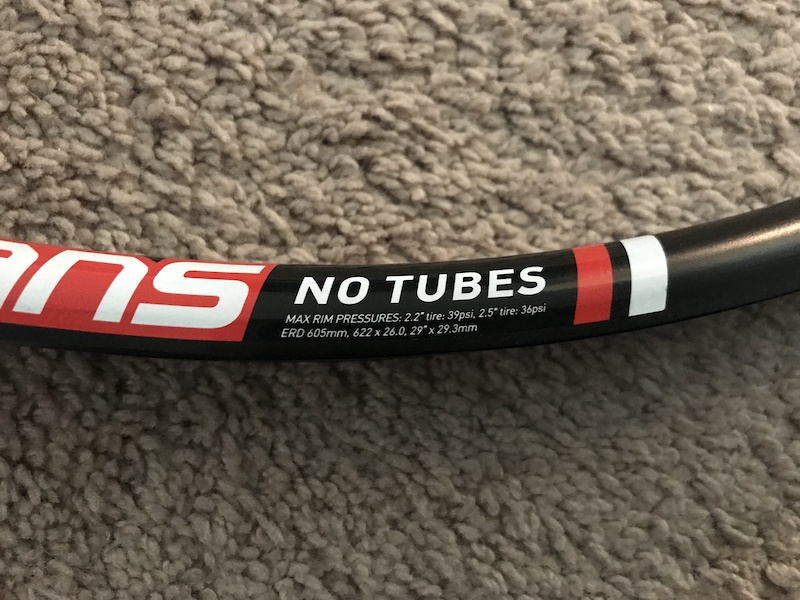 ans
NO TUBES
MAX RIM PRESSURES: 2.2" tire: 39psi, 2.5" tire: 36psi
ERD 605mm, 622 x 26.0, 29" x 29.3mm